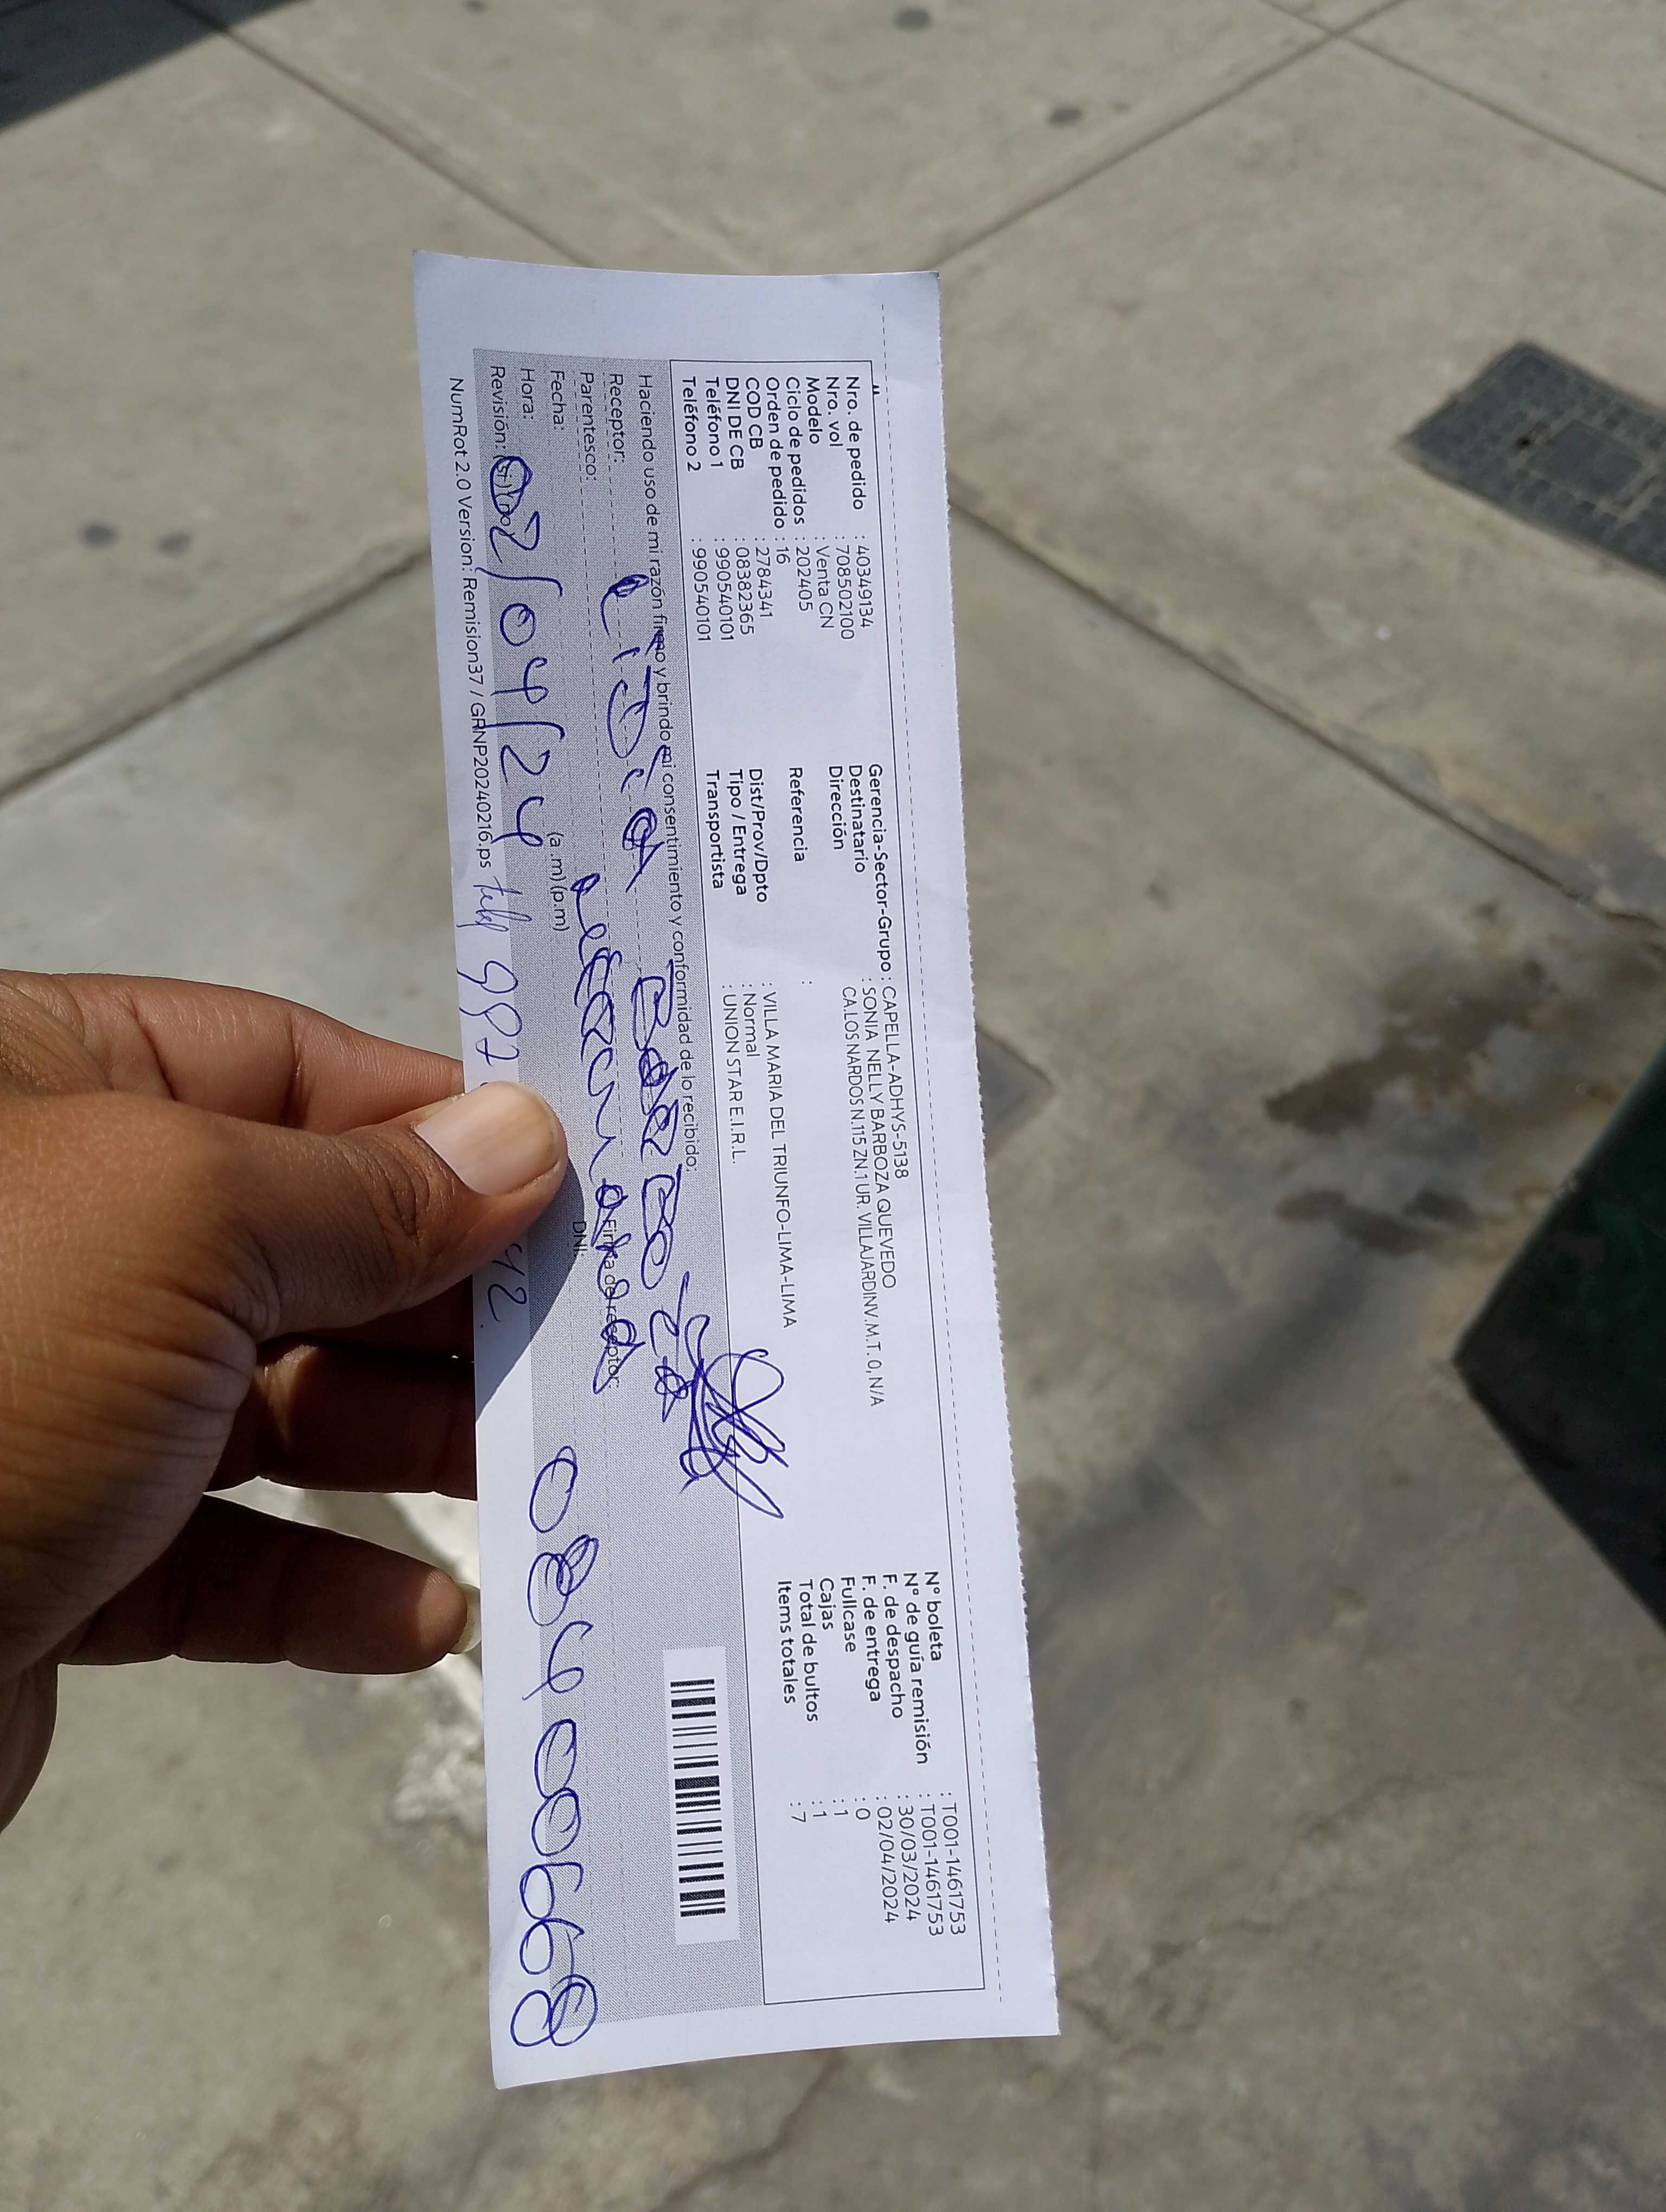 Nro. de pedido : 40349134
Nro. vol : 708502100
Modelo : Venta CN
Ciclo de pedidos : 202405
Orden de pedido : 16
COD CB : 2784341
DNI DE CB : 08382365
Teléfono 1 : 990540101
Teléfono 2 : 990540101
Gerencia-Sector-Grupo : CAPELLA-ADHYS-5138
Destinatario : SONIA NELLY BARBOZA QUEVEDO
Dirección CA.LOS NARDOS N.115 ZN.1 UR. VILLAJARDINV.M.T. 0, N/A
Referencia :
Dist/Prov/Dpto : VILLA MARIA DEL TRIUNFO-LIMA-LIMA
Tipo / Entrega : Normal
Transportista : UNION STAR E.I.R.L.
N° boleta : T001-1461753
N° de guía remisión : T001-1461753
F. de despacho : 30/03/2024
F. de entrega : 02/04/2024
Fullcase : 0
Cajas : 1
Total de bultos : 1
Items totales : 7
Haciendo uso de mi razón firmo y brindo mi consentimiento y conformidad de lo recibido:
Receptor: Lidia Barboza
Parentesco: hermana
Firma del receptor:
Fecha:
DNI: 08400668
Hora: (a.m) (p.m)
Revisión: 02/04/24
NumRot 2.0 Version: Remision37 / GRNP20240216.ps